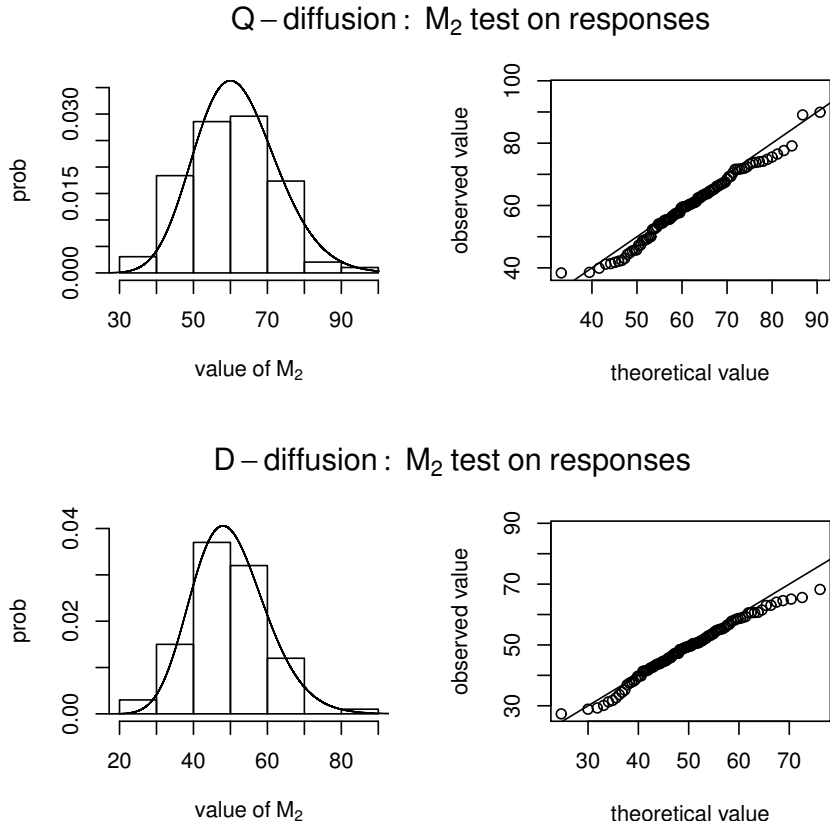 Q – diffusion : M₂ test on responses
prob
0.000 0.015 0.030
30 50 70 90
value of M₂
observed value
40 60 80 100
40 50 60 70 80 90
theoretical value
D – diffusion : M₂ test on responses
prob
0.00 0.02 0.04
20 40 60 80
value of M₂
observed value
30 50 70 90
30 40 50 60 70
theoretical value